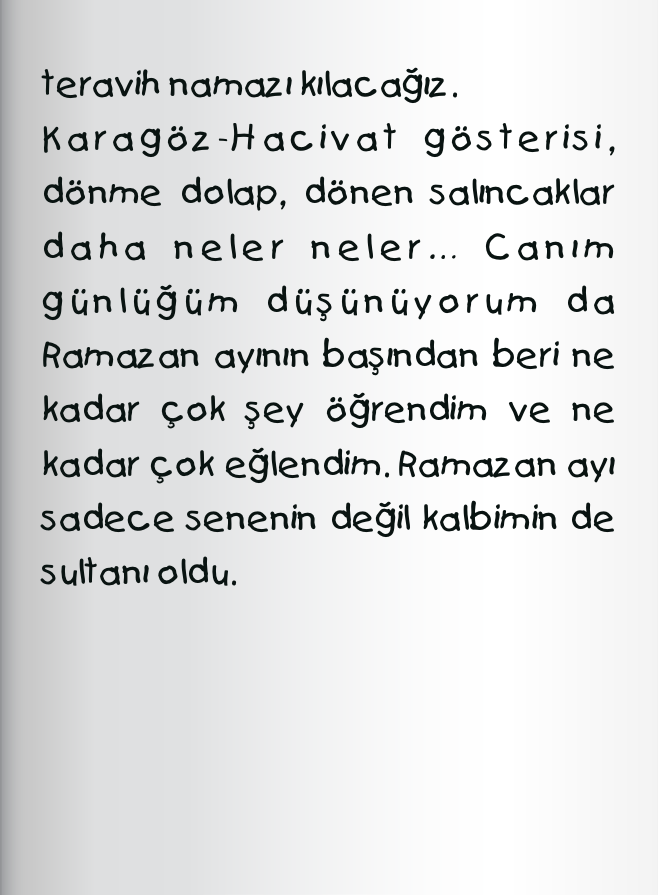 teravih namazı kılacağız.
Karagöz-Hacivat gösterisi,
dönme dolap, dönen salıncaklar
daha neler neler... Canım
günlüğüm düşünüyorum da
Ramazan ayının başından beri ne
kadar çok şey öğrendim ve ne
kadar çok eğlendim. Ramazan ayı
sadece senenin değil kalbimin de
sultanı oldu.